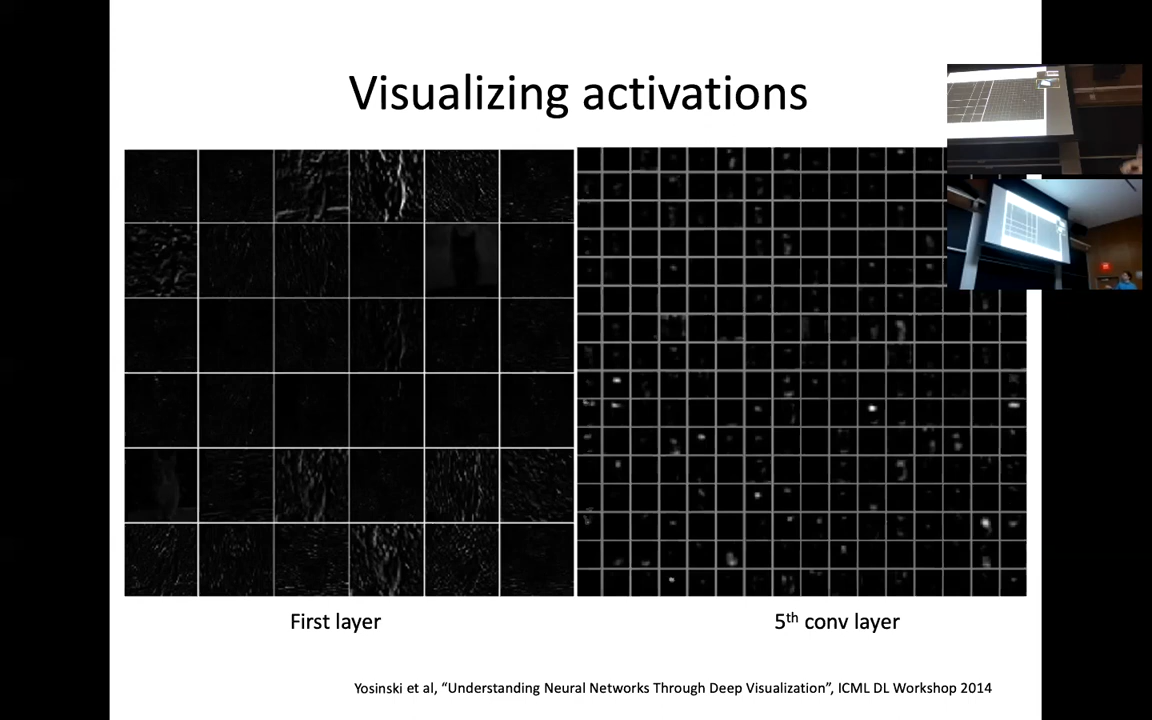 Visualizing activations
First layer
5th conv layer
Yosinski et al, “Understanding Neural Networks Through Deep Visualization”, ICML DL Workshop 2014